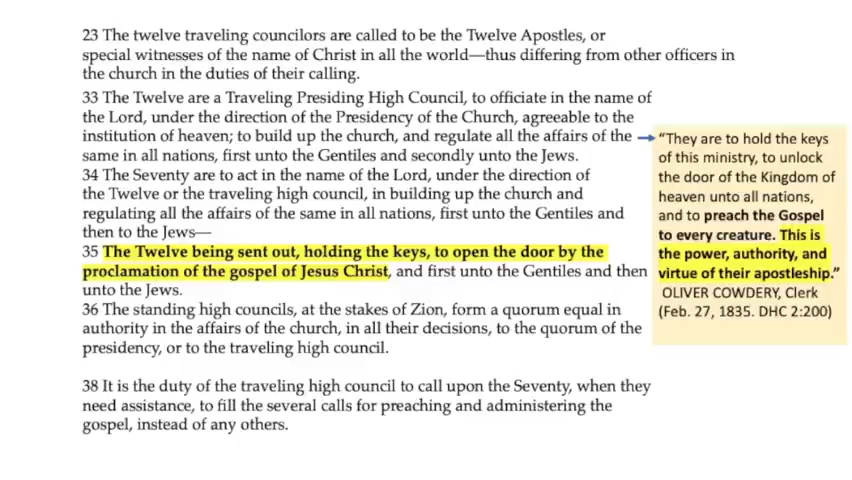 23 The twelve traveling councilors are called to be the Twelve Apostles, or
special witnesses of the name of Christ in all the world—thus differing from other officers in
the church in the duties of their calling.
33 The Twelve are a Traveling Presiding High Council, to officiate in the name of
the Lord, under the direction of the Presidency of the Church, agreeable to the
institution of heaven; to build up the church, and regulate all the affairs of the
same in all nations, first unto the Gentiles and secondly unto the Jews.
34 The Seventy are to act in the name of the Lord, under the direction of
the Twelve or the traveling high council, in building up the church and
regulating all the affairs of the same in all nations, first unto the Gentiles and
then to the Jews—
35 The Twelve being sent out, holding the keys, to open the door by the
proclamation of the gospel of Jesus Christ, and first unto the Gentiles and then
unto the Jews.
36 The standing high councils, at the stakes of Zion, form a quorum equal in
authority in the affairs of the church, in all their decisions, to the quorum of the
presidency, or to the traveling high council.
38 It is the duty of the traveling high council to call upon the Seventy, when they
need assistance, to fill the several calls for preaching and administering the
gospel, instead of any others.
“They are to hold the keys
of this ministry, to unlock
the door of the Kingdom of
heaven unto all nations,
and to preach the Gospel
to every creature. This is
the power, authority, and
virtue of their apostleship.”
OLIVER COWDERY, Clerk
(Feb. 27, 1835. DHC 2:200)